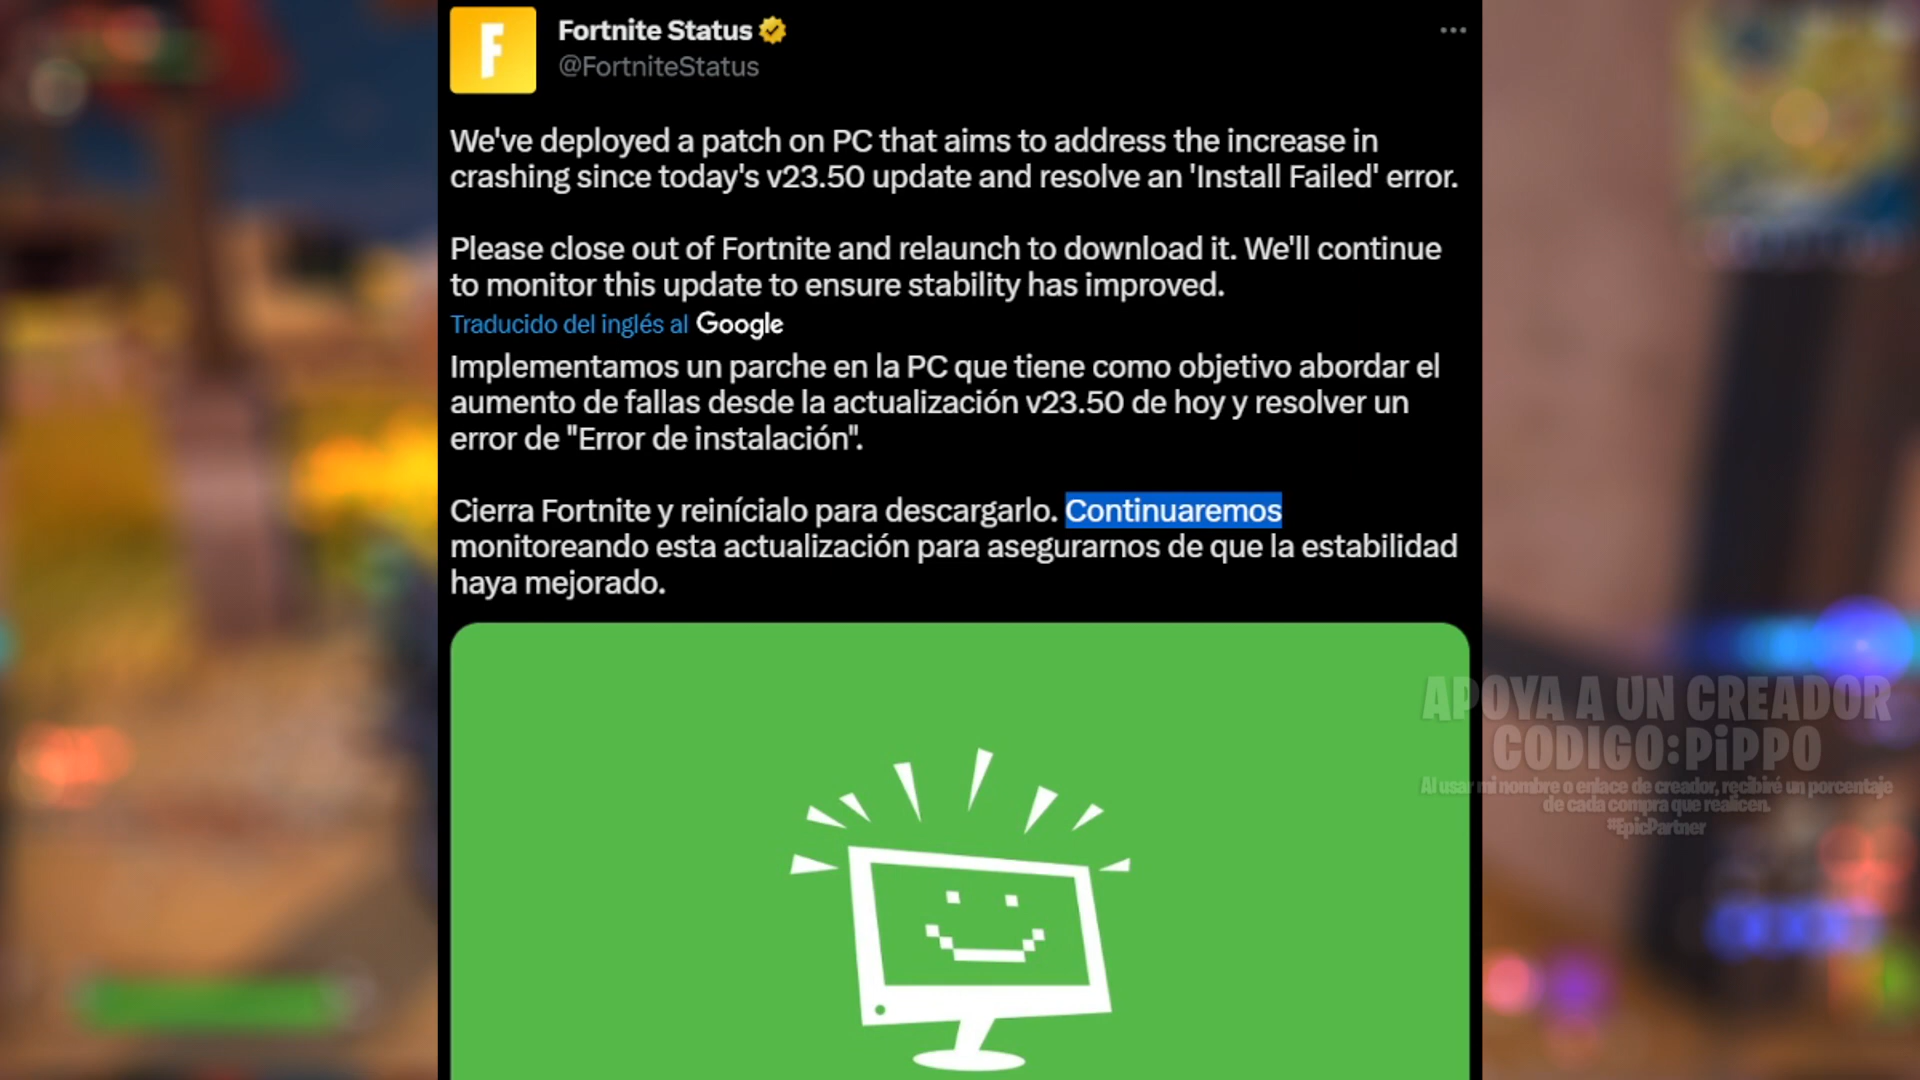 Fortnite Status
@FortniteStatus
We've deployed a patch on PC that aims to address the increase in
crashing since today's v23.50 update and resolve an 'Install Failed' error.
Please close out of Fortnite and relaunch to download it. We'll continue
to monitor this update to ensure stability has improved.
Traducido del inglés al Google
Implementamos un parche en la PC que tiene como objetivo abordar el
aumento de fallas desde la actualización v23.50 de hoy y resolver un
error de "Error de instalación".
Cierra Fortnite y reinícialo para descargarlo. Continuaremos
monitoreando esta actualización para asegurarnos de que la estabilidad
haya mejorado.
APOYA A UN CREADOR
CODIGO:PiPPO
Al usar mi nombre o enlace de creador, recibiré un porcentaje
de cada compra que realicen.
#EpicPartner